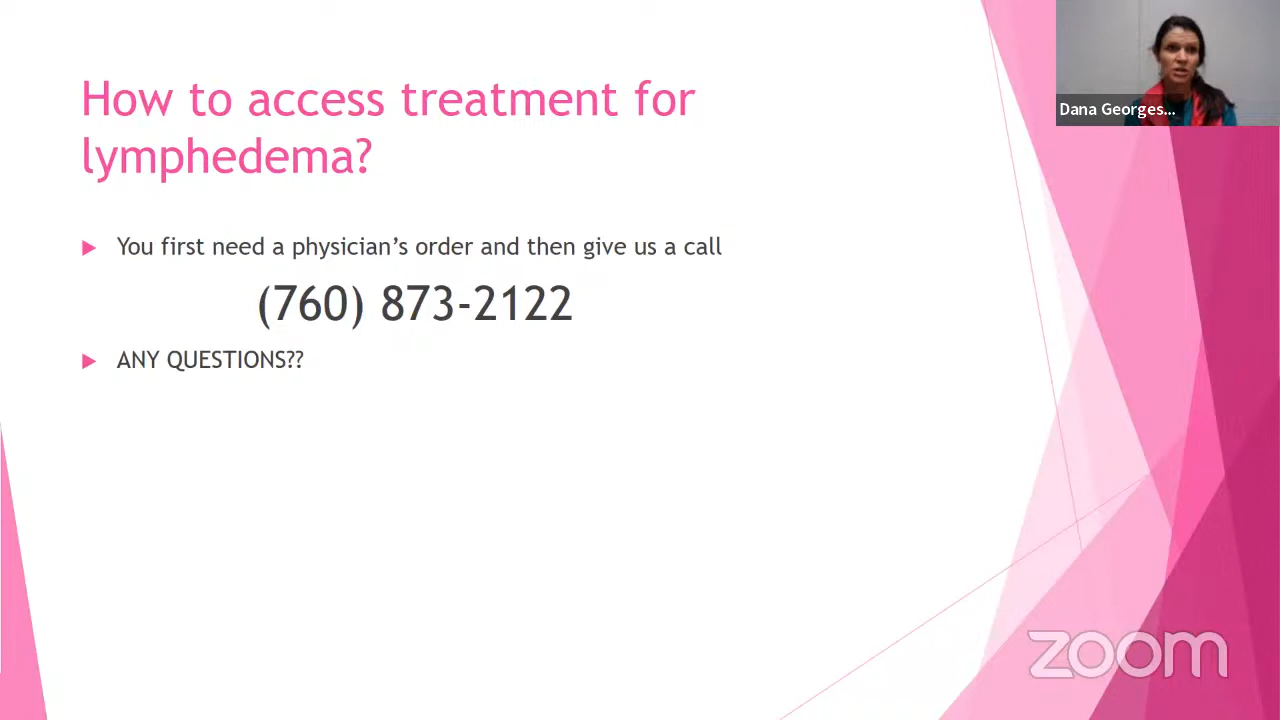 How to access treatment for
lymphedema?
You first need a physician's order and then give us a call
(760) 873-2122
ANY QUESTIONS??
Dana Georges...
zoom